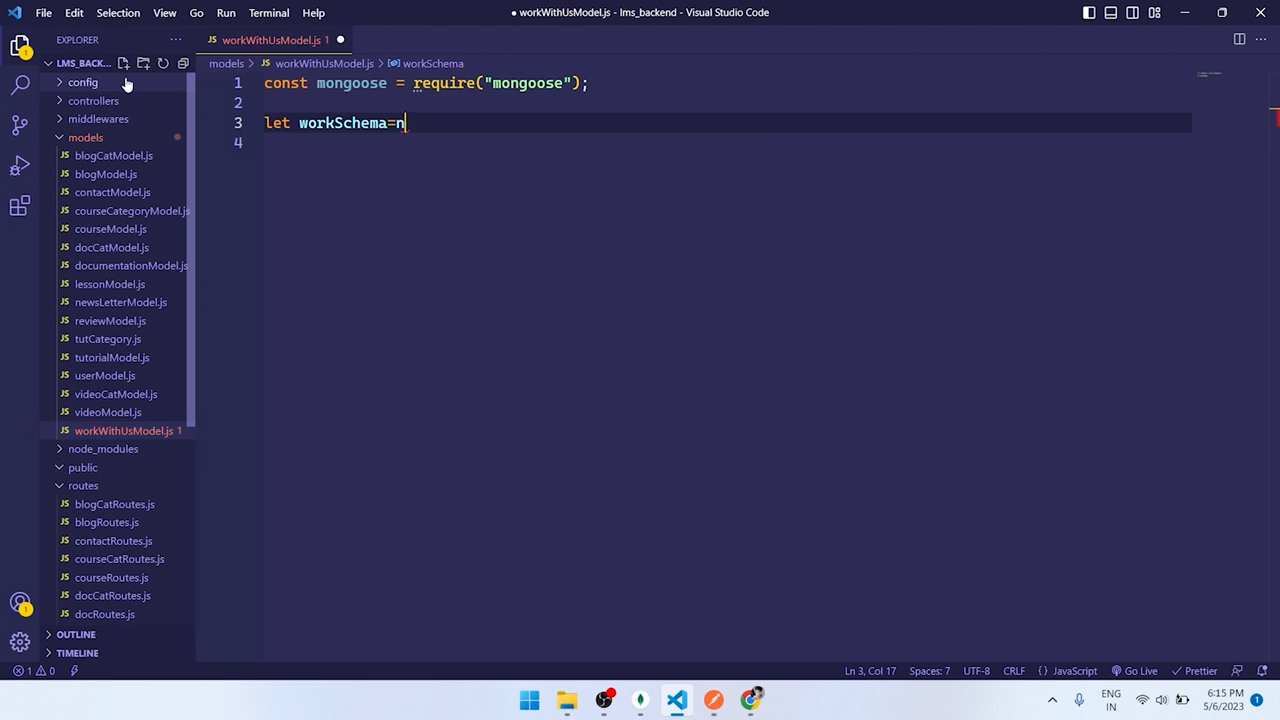 File Edit Selection View Go Run Terminal Help
● workWithUsModel.js - lms_backend - Visual Studio Code
EXPLORER
LMS_BACK...
config
controllers
middlewares
models
blogCatModel.js
blogModel.js
contactModel.js
courseCategoryModel.js
courseModel.js
docCatModel.js
documentationModel.js
lessonModel.js
newsLetterModel.js
reviewModel.js
tutCategory.js
tutorialModel.js
userModel.js
videoCatModel.js
videoModel.js
workWithUsModel.js 1
node_modules
public
routes
blogCatRoutes.js
blogRoutes.js
contactRoutes.js
courseCatRoutes.js
courseRoutes.js
docCatRoutes.js
docRoutes.js
OUTLINE
TIMELINE
JS workWithUsModel.js 1 ●
models > JS workWithUsModel.js > workSchema
1 const mongoose = require("mongoose");
2
3 let workSchema=n
4
1 0
Ln 3, Col 17 Spaces: 7 UTF-8 CRLF {} JavaScript Go Live Prettier
ENG
IN
6:15 PM
5/6/2023
1